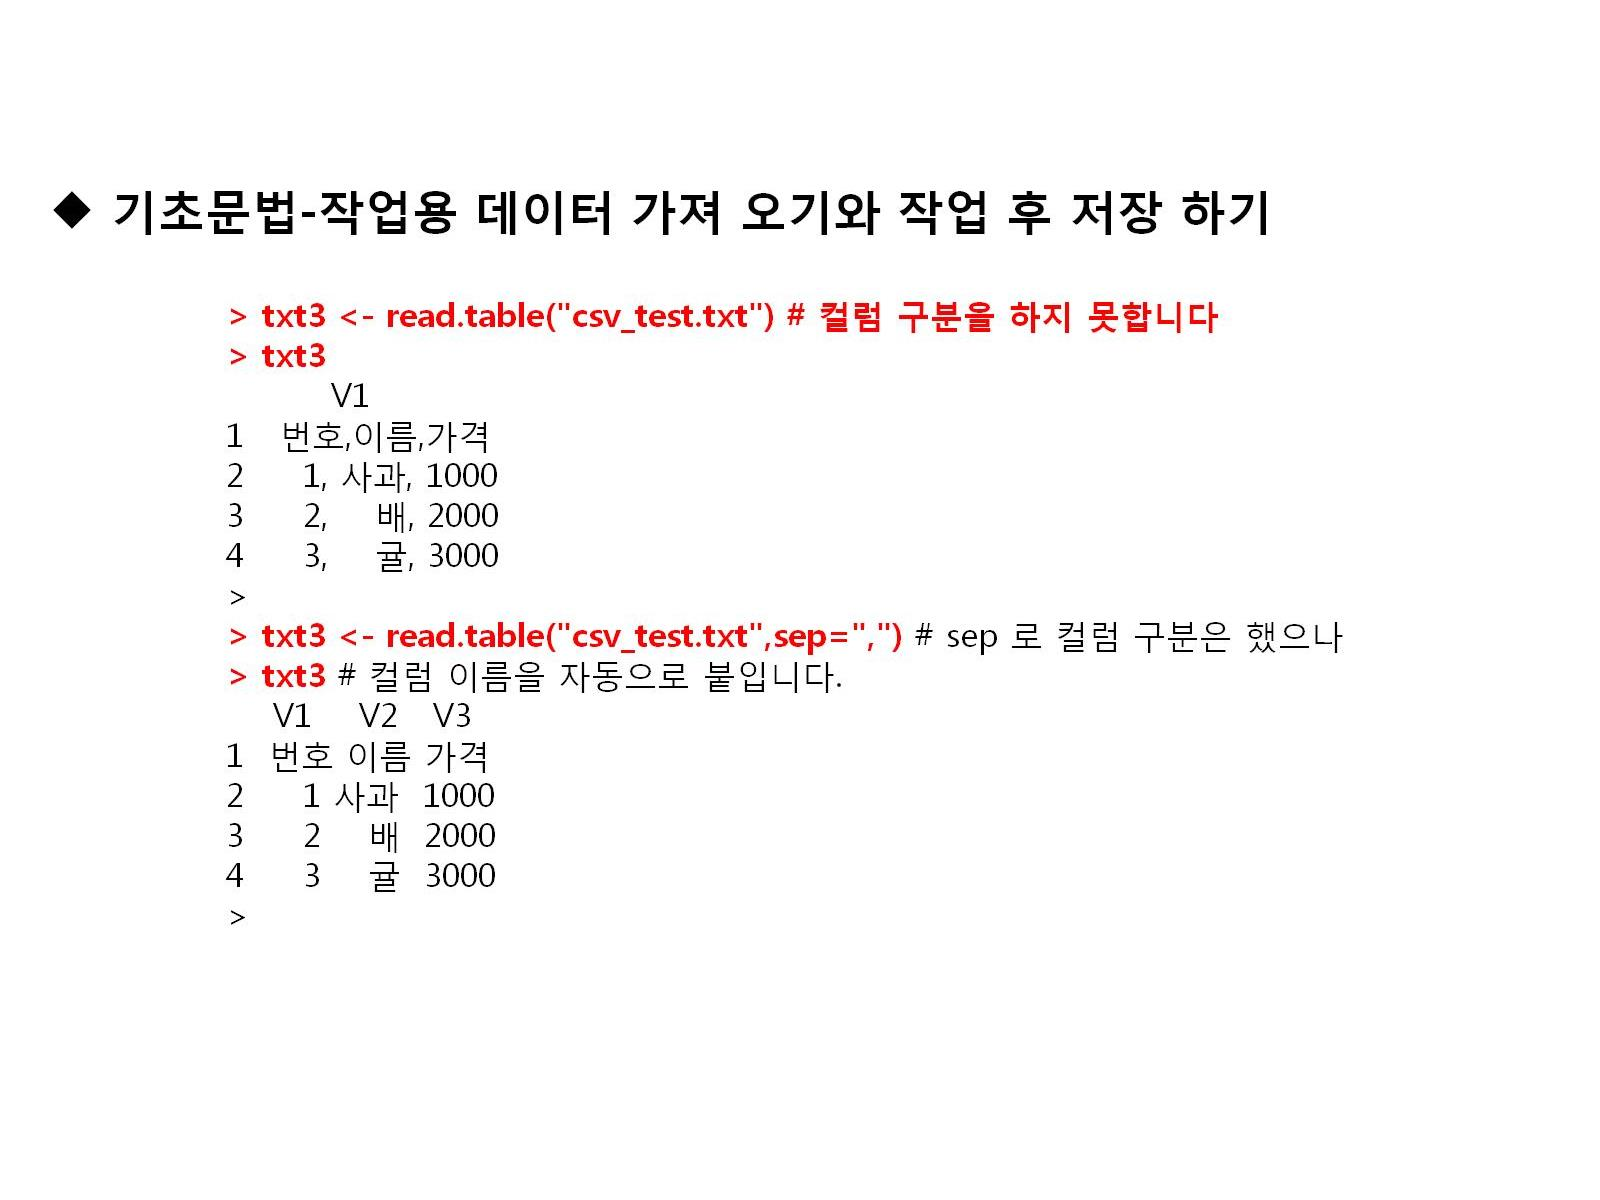 ◆ 기초문법-작업용 데이터 가져 오기와 작업 후 저장 하기
> txt3 <- read.table("csv_test.txt") # 컬럼 구분을 하지 못합니다
> txt3
V1
1 번호,이름,가격
2 1, 사과, 1000
3 2, 배, 2000
4 3, 귤, 3000
>
> txt3 <- read.table("csv_test.txt",sep=",") # sep 로 컬럼 구분은 했으나
> txt3 # 컬럼 이름을 자동으로 붙입니다.
V1 V2 V3
1 번호 이름 가격
2 1 사과 1000
3 2 배 2000
4 3 귤 3000
>